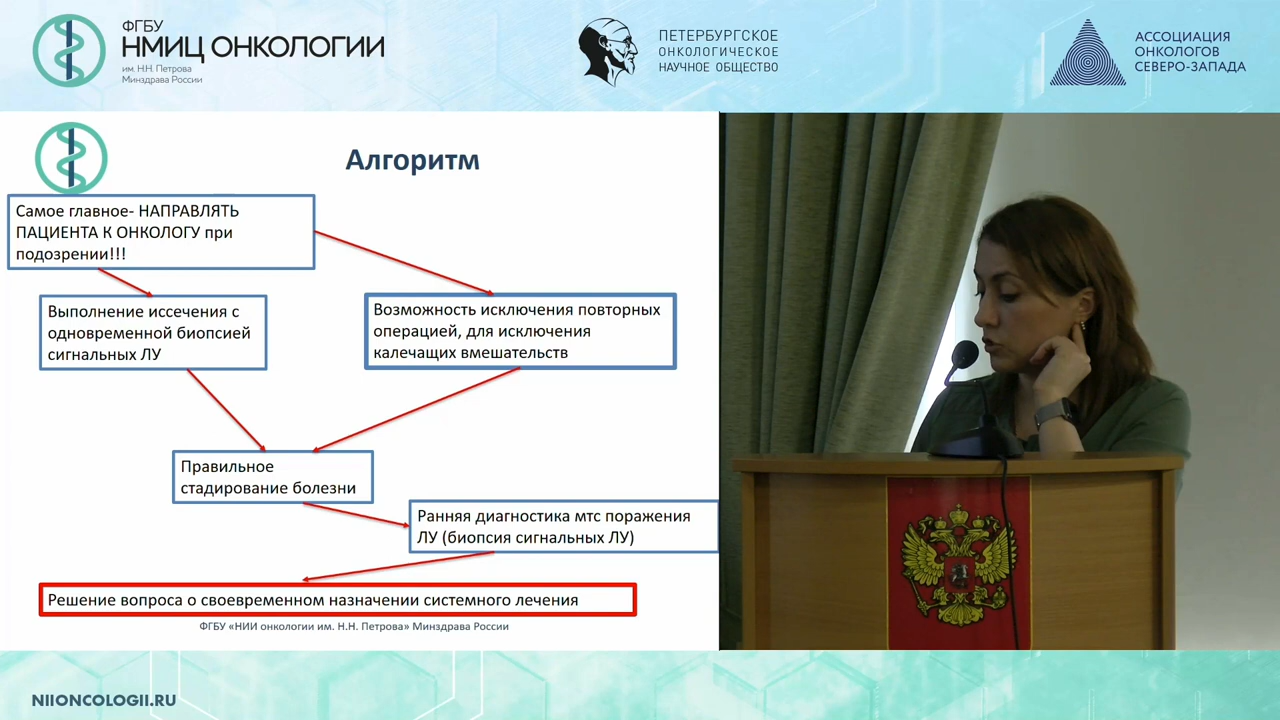 ФГБУ
НМИЦ ОНКОЛОГИИ
им. Н.Н. Петрова
Минздрава России
ПЕТЕРБУРГСКОЕ
ОНКОЛОГИЧЕСКОЕ
НАУЧНОЕ ОБЩЕСТВО
АССОЦИАЦИЯ
ОНКОЛОГОВ
СЕВЕРО-ЗАПАДА
Алгоритм
Самое главное- НАПРАВЛЯТЬ
ПАЦИЕНТА К ОНКОЛОГУ при
подозрении!!!
Выполнение иссечения с
одновременной биопсией
сигнальных ЛУ
Возможность исключения повторных
операцией, для исключения
калечащих вмешательств
Правильное
стадирование болезни
Ранняя диагностика мтс поражения
ЛУ (биопсия сигнальных ЛУ)
Решение вопроса о своевременном назначении системного лечения
ФГБУ «НИИ онкологии им. Н.Н. Петрова» Минздрава России
NIIONCOLOGII.RU